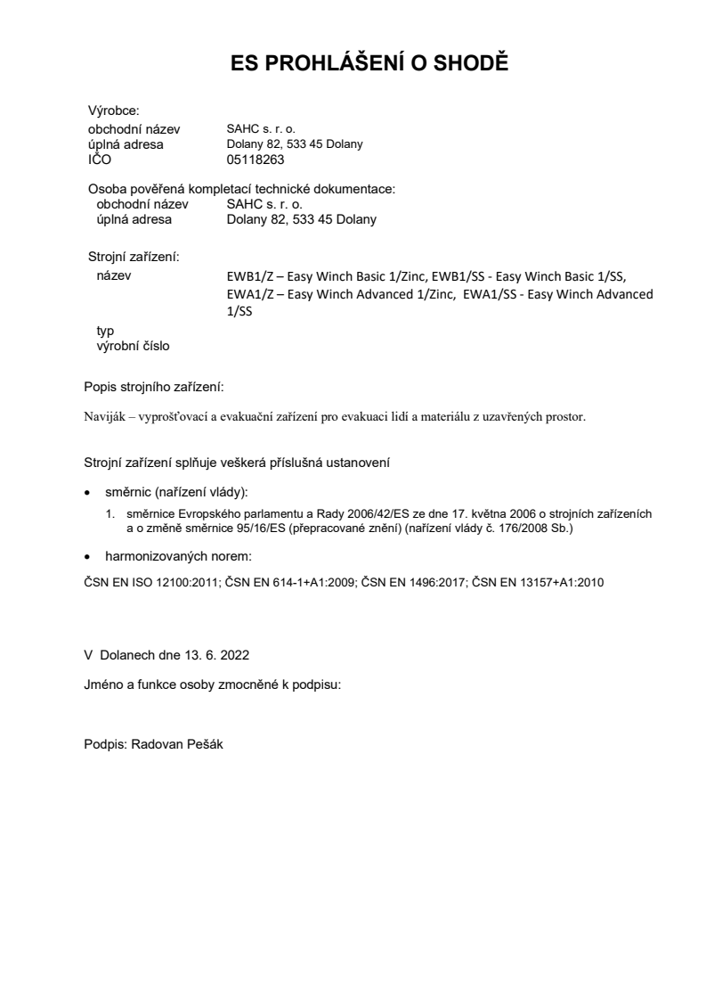 ES PROHLÁŠENÍ O SHODĚ
Výrobce:
obchodní název SAHC s. r. o.
úplná adresa Dolany 82, 533 45 Dolany
IČO 05118263
Osoba pověřená kompletací technické dokumentace:
obchodní název SAHC s. r. o.
úplná adresa Dolany 82, 533 45 Dolany
Strojní zařízení:
název EWB1/Z – Easy Winch Basic 1/Zinc, EWB1/SS - Easy Winch Basic 1/SS,
EWA1/Z – Easy Winch Advanced 1/Zinc, EWA1/SS - Easy Winch Advanced
1/SS
typ
výrobní číslo
Popis strojního zařízení:
Naviják – vyprošťovací a evakuační zařízení pro evakuaci lidí a materiálu z uzavřených prostor.
Strojní zařízení splňuje veškerá příslušná ustanovení
• směrnic (nařízení vlády):
1. směrnice Evropského parlamentu a Rady 2006/42/ES ze dne 17. května 2006 o strojních zařízeních
a o změně směrnice 95/16/ES (přepracované znění) (nařízení vlády č. 176/2008 Sb.)
• harmonizovaných norem:
ČSN EN ISO 12100:2011; ČSN EN 614-1+A1:2009; ČSN EN 1496:2017; ČSN EN 13157+A1:2010
V Dolanech dne 13. 6. 2022
Jméno a funkce osoby zmocněné k podpisu:
Podpis: Radovan Pešák